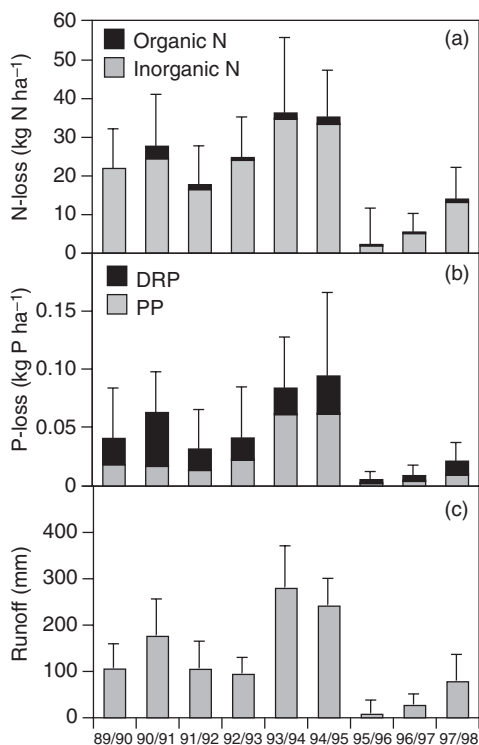 60
50
40
30
20
10
0
N-loss (kg N ha⁻¹)
Organic N
Inorganic N
(a)
0.15
0.10
0.05
0
P-loss (kg P ha⁻¹)
DRP
PP
(b)
400
300
200
100
0
Runoff (mm)
(c)
89/90 90/91 91/92 92/93 93/94 94/95 95/96 96/97 97/98